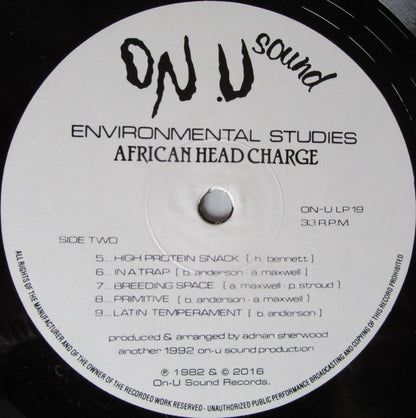 ON.U sound
ENVIRONMENTAL STUDIES
AFRICAN HEAD CHARGE
ON-U LP 19
33 R.P.M.
SIDE TWO
5...HIGH PROTEIN SNACK [ h. bennett ]
6...IN A TRAP [ b. anderson · a. maxwell ]
7...BREEDING SPACE [ a. maxwell · p. stroud ]
8...PRIMITIVE [ b. anderson · a. maxwell ]
9...LATIN TEMPERAMENT [ b. anderson ]
produced & arranged by adrian sherwood
another 1992 on-u sound production
℗ 1982 & © 2016
On-U Sound Records.
ALL RIGHTS OF THE MANUFACTURER AND OF THE OWNER OF THE RECORDED WORK RESERVED - UNAUTHORIZED PUBLIC PERFORMANCE BROADCASTING AND COPYING OF THIS RECORD PROHIBITED